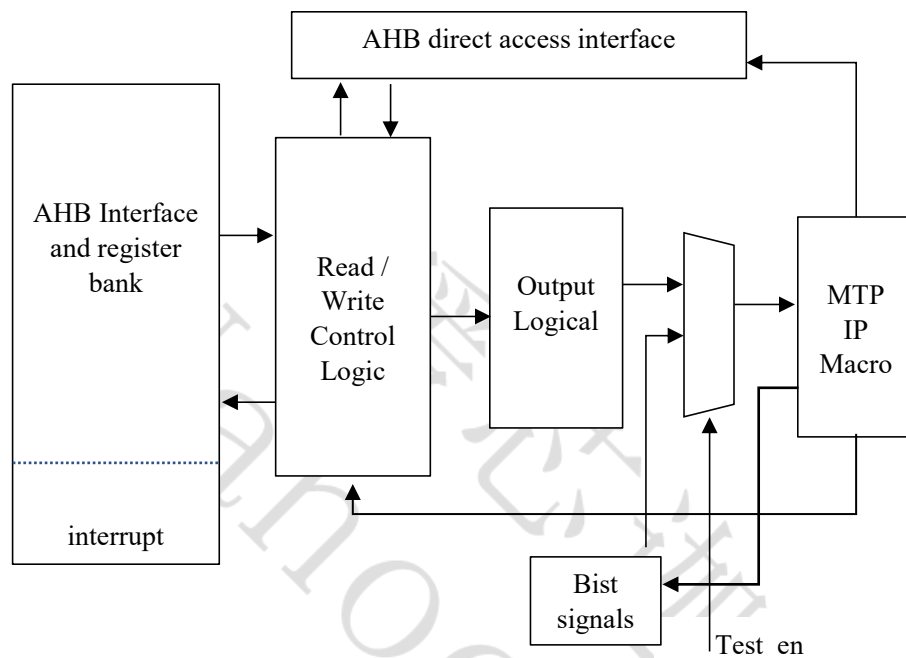 AHB direct access interface
AHB Interface
and register
bank
Read /
Write
Control
Logic
Output
Logical
MTP
IP
Macro
interrupt
Bist
signals
Test_en